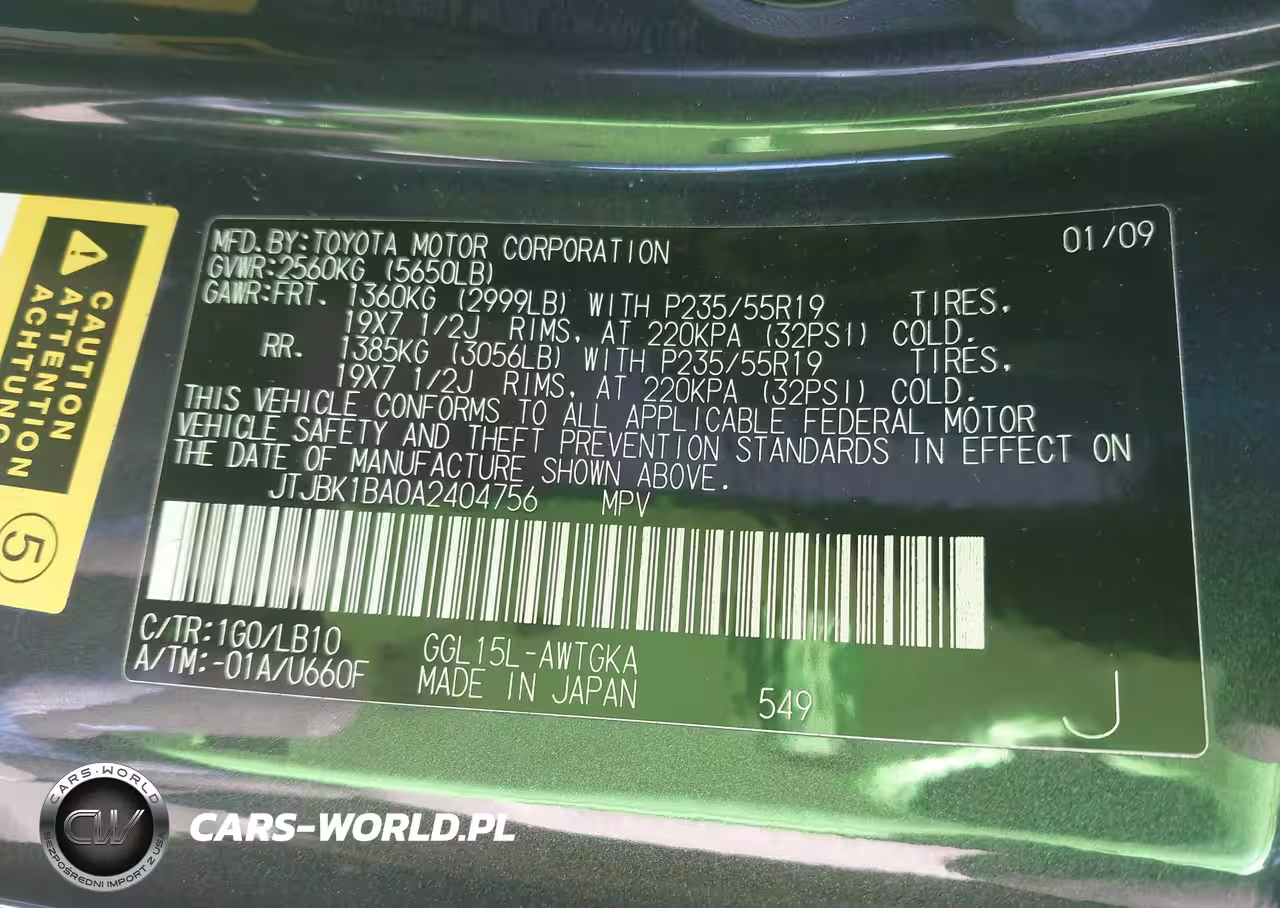 MFD.BY:TOYOTA MOTOR CORPORATION 01/09
GVWR:2560KG (5650LB)
GAWR:FRT. 1360KG (2999LB) WITH P235/55R19 TIRES,
19X7 1/2J RIMS, AT 220KPA (32PSI) COLD.
RR. 1385KG (3056LB) WITH P235/55R19 TIRES,
19X7 1/2J RIMS, AT 220KPA (32PSI) COLD.
THIS VEHICLE CONFORMS TO ALL APPLICABLE FEDERAL MOTOR
VEHICLE SAFETY AND THEFT PREVENTION STANDARDS IN EFFECT ON
THE DATE OF MANUFACTURE SHOWN ABOVE.
JTJBK1BA0A2404756 MPV
C/TR:1G0/LB10 GGL15L-AWTGKA
A/TM:-01A/U660F MADE IN JAPAN 549 J
CAUTION
ATTENTION
ACHTUNG
5
CARS-WORLD
CW
BEZPOŚREDNI IMPORT Z USA
CARS-WORLD.PL